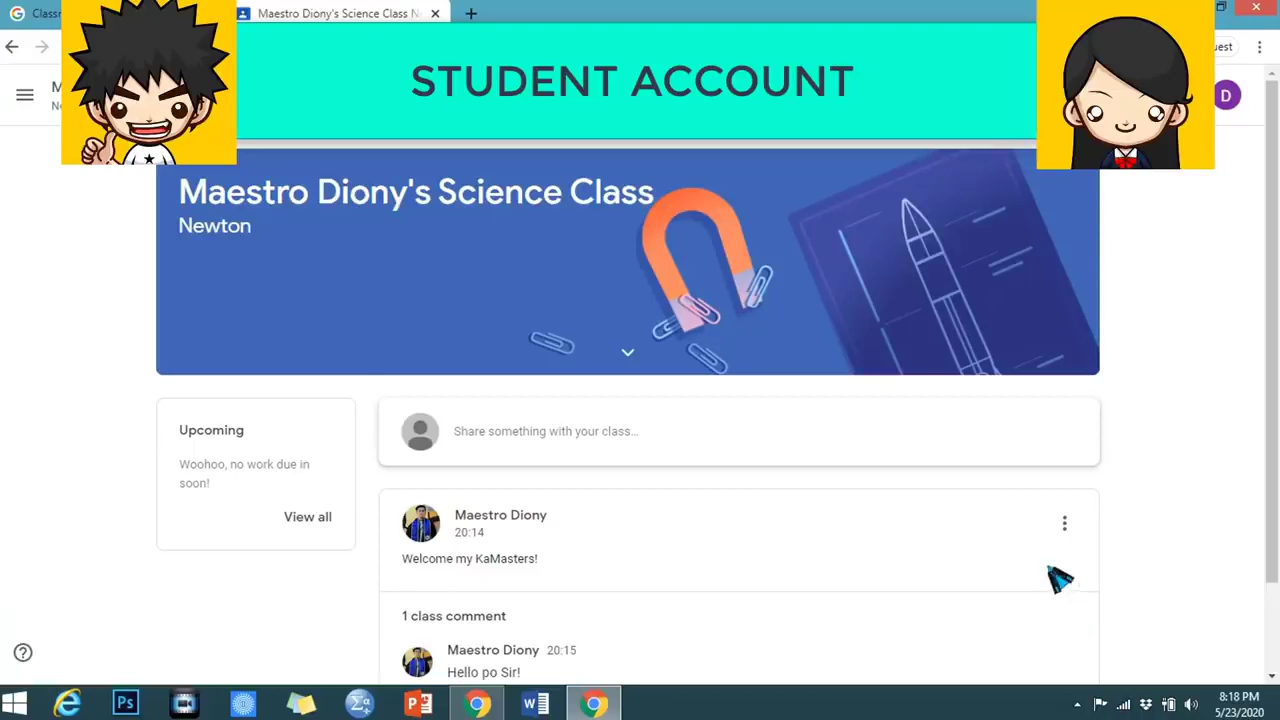 Maestro Diony's Science Class N
STUDENT ACCOUNT
D
Maestro Diony's Science Class
Newton
Upcoming
Woohoo, no work due in
soon!
View all
Share something with your class...
Maestro Diony
20:14
Welcome my KaMasters!
1 class comment
Maestro Diony 20:15
Hello po Sir!
Ps
8:18 PM
5/23/2020